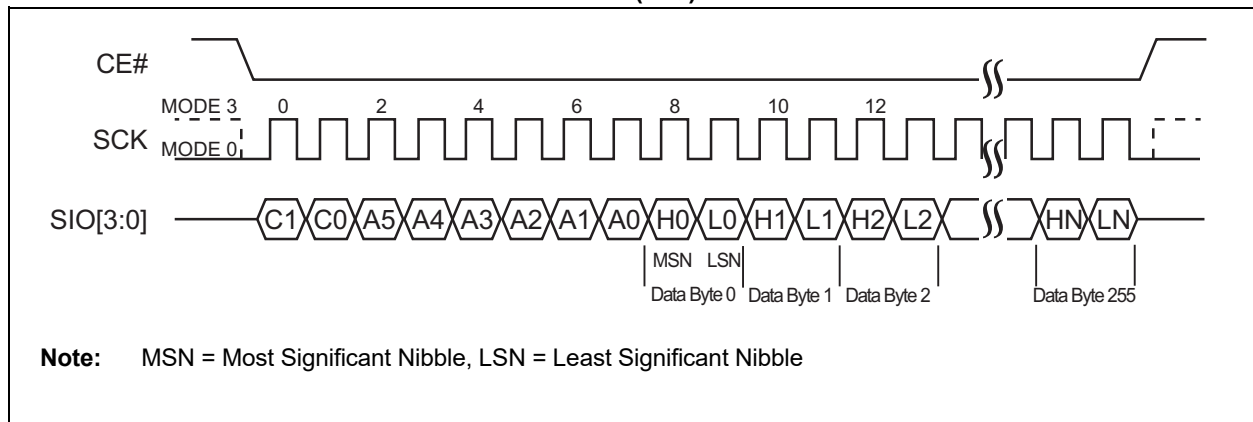 CE#
MODE 3 0 2 4 6 8 10 12
SCK
MODE 0
SIO[3:0] C1 C0 A5 A4 A3 A2 A1 A0 H0 L0 H1 L1 H2 L2 HN LN
MSN LSN
Data Byte 0 Data Byte 1 Data Byte 2 Data Byte 255
Note: MSN = Most Significant Nibble, LSN = Least Significant Nibble